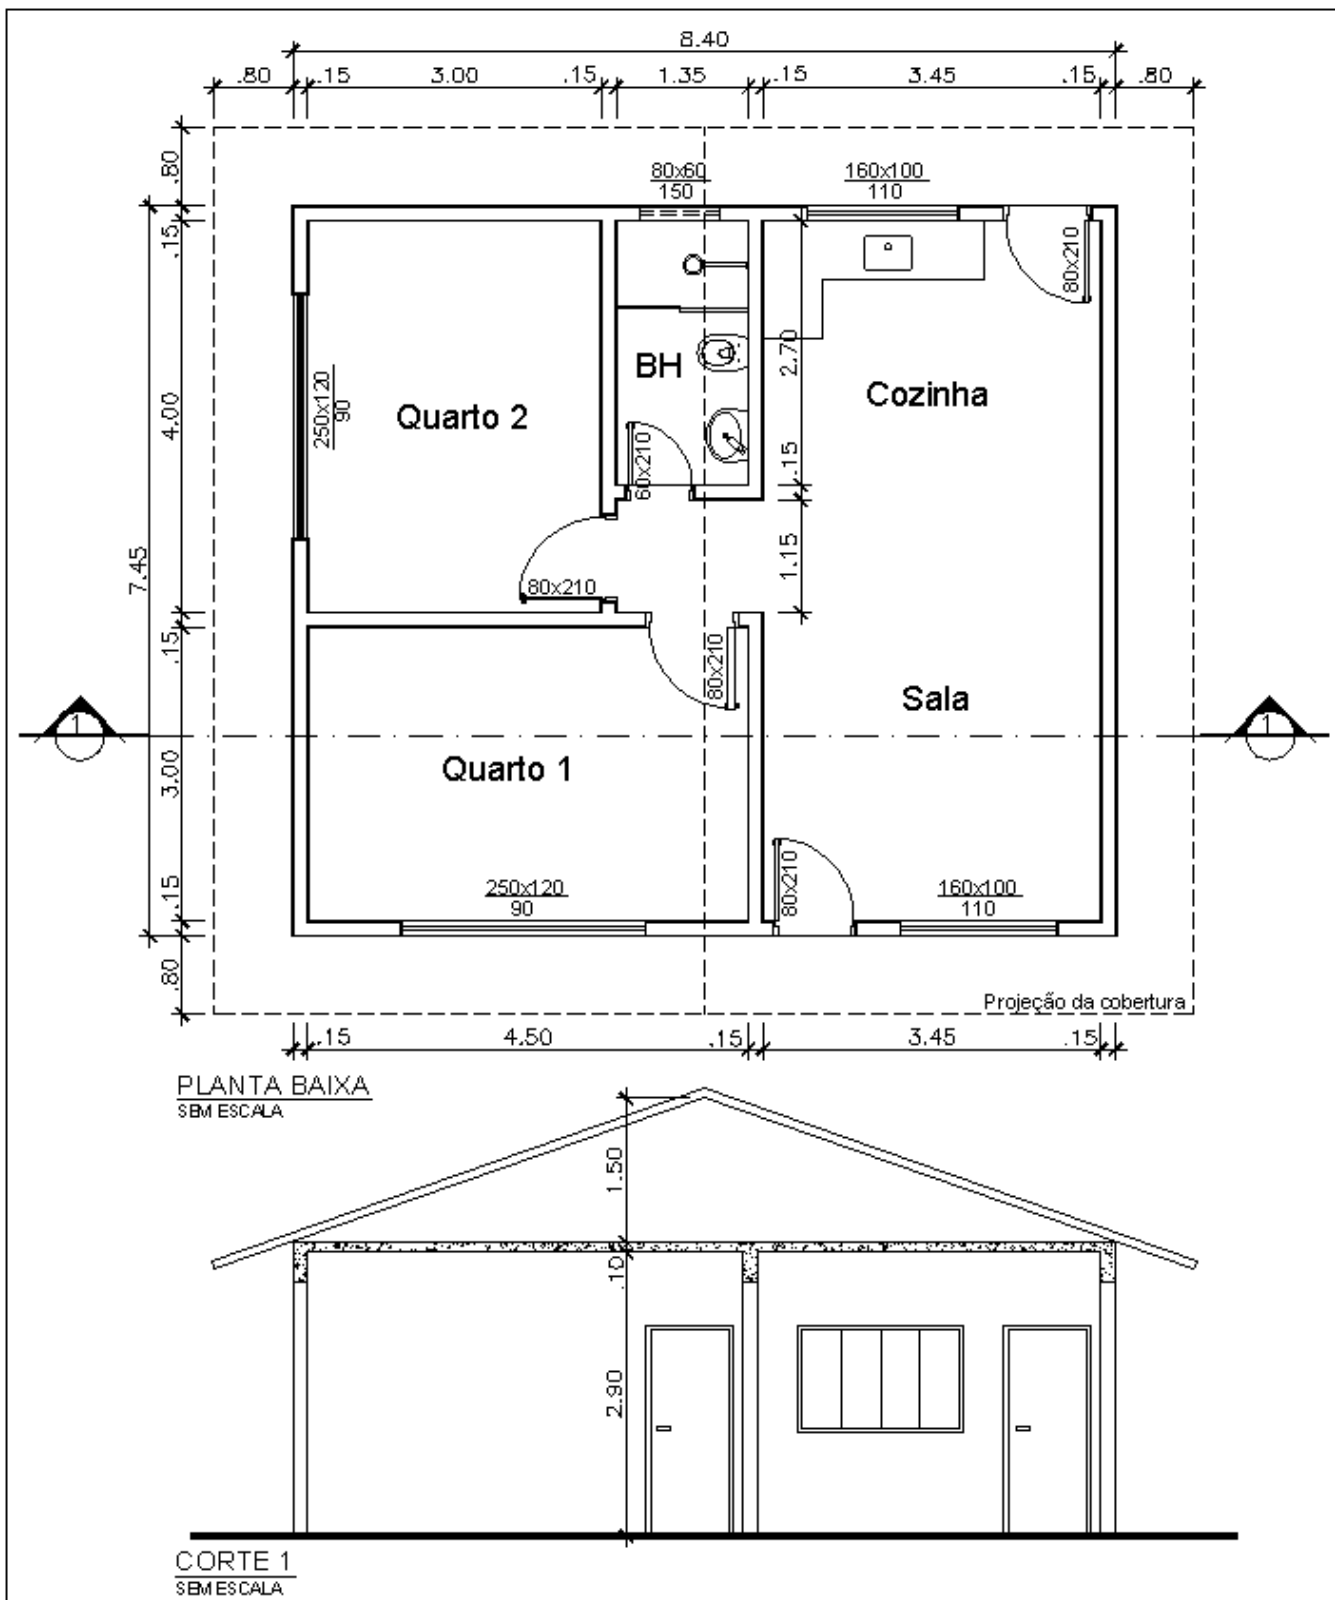 8.40
.80 .15 3.00 .15 1.35 .15 3.45 .15 .80
.80
80x60
150
160x100
110
.15
80x210
2.70
BH
Cozinha
250x120
90
Quarto 2
4.00
60x210
.15
7.45
1.15
80x210
.15
80x210
Sala
1
1
3.00
Quarto 1
80x210
.15
250x120
90
160x100
110
.80
Projeção da cobertura
.15 4.50 .15 3.45 .15
PLANTA BAIXA
SEM ESCALA
1.50
.10
2.90
CORTE 1
SEM ESCALA